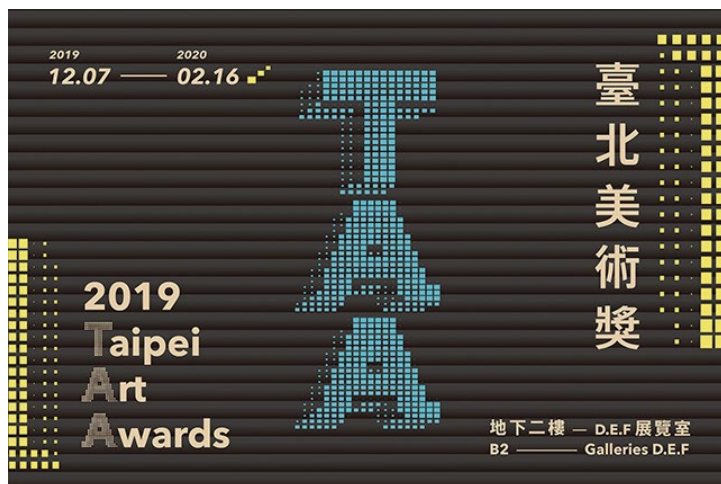 2019 2020
12.07 — 02.16
TAA
臺北美術獎
2019
Taipei
Art
Awards
地下二樓 — D.E.F 展覽室
B2 — Galleries D.E.F